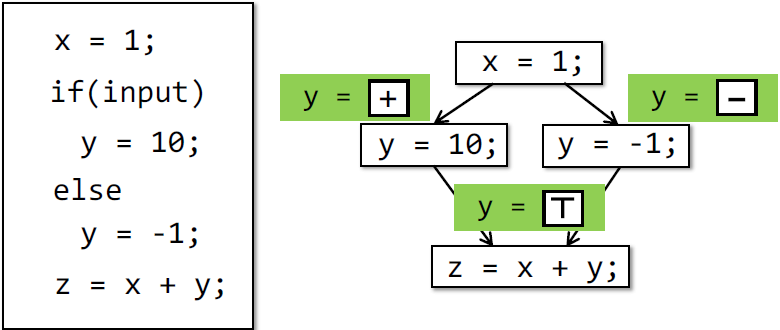 x = 1;
if(input)
y = 10;
else
y = -1;
z = x + y;
x = 1;
y = +
y = −
y = 10;
y = -1;
y = ⊤
z = x + y;